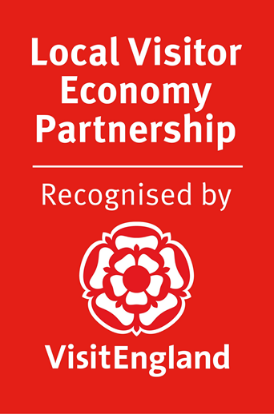 Local Visitor
Economy
Partnership
Recognised by
VisitEngland